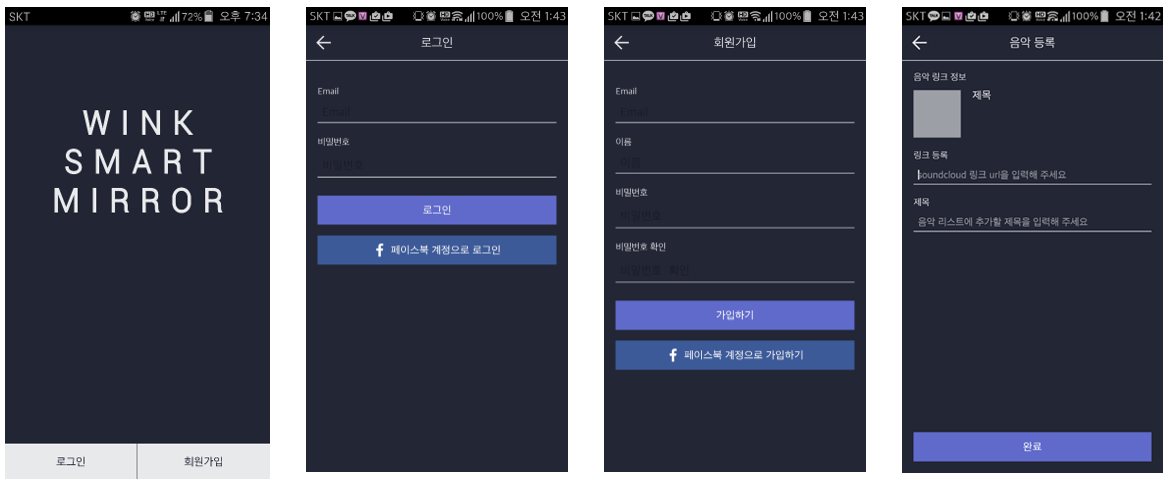 SKT 72% 오후 7:34
WINK
SMART
MIRROR
로그인 회원가입
SKT 100% 오전 1:43
로그인
Email
Email
비밀번호
비밀번호
로그인
f 페이스북 계정으로 로그인
SKT 100% 오전 1:43
회원가입
Email
Email
이름
이름
비밀번호
비밀번호
비밀번호 확인
비밀번호 확인
가입하기
f 페이스북 계정으로 가입하기
SKT 100% 오전 1:42
음악 등록
음악 링크 정보
제목
링크 등록
soundcloud 링크 url을 입력해 주세요
제목
음악 리스트에 추가할 제목을 입력해 주세요
완료